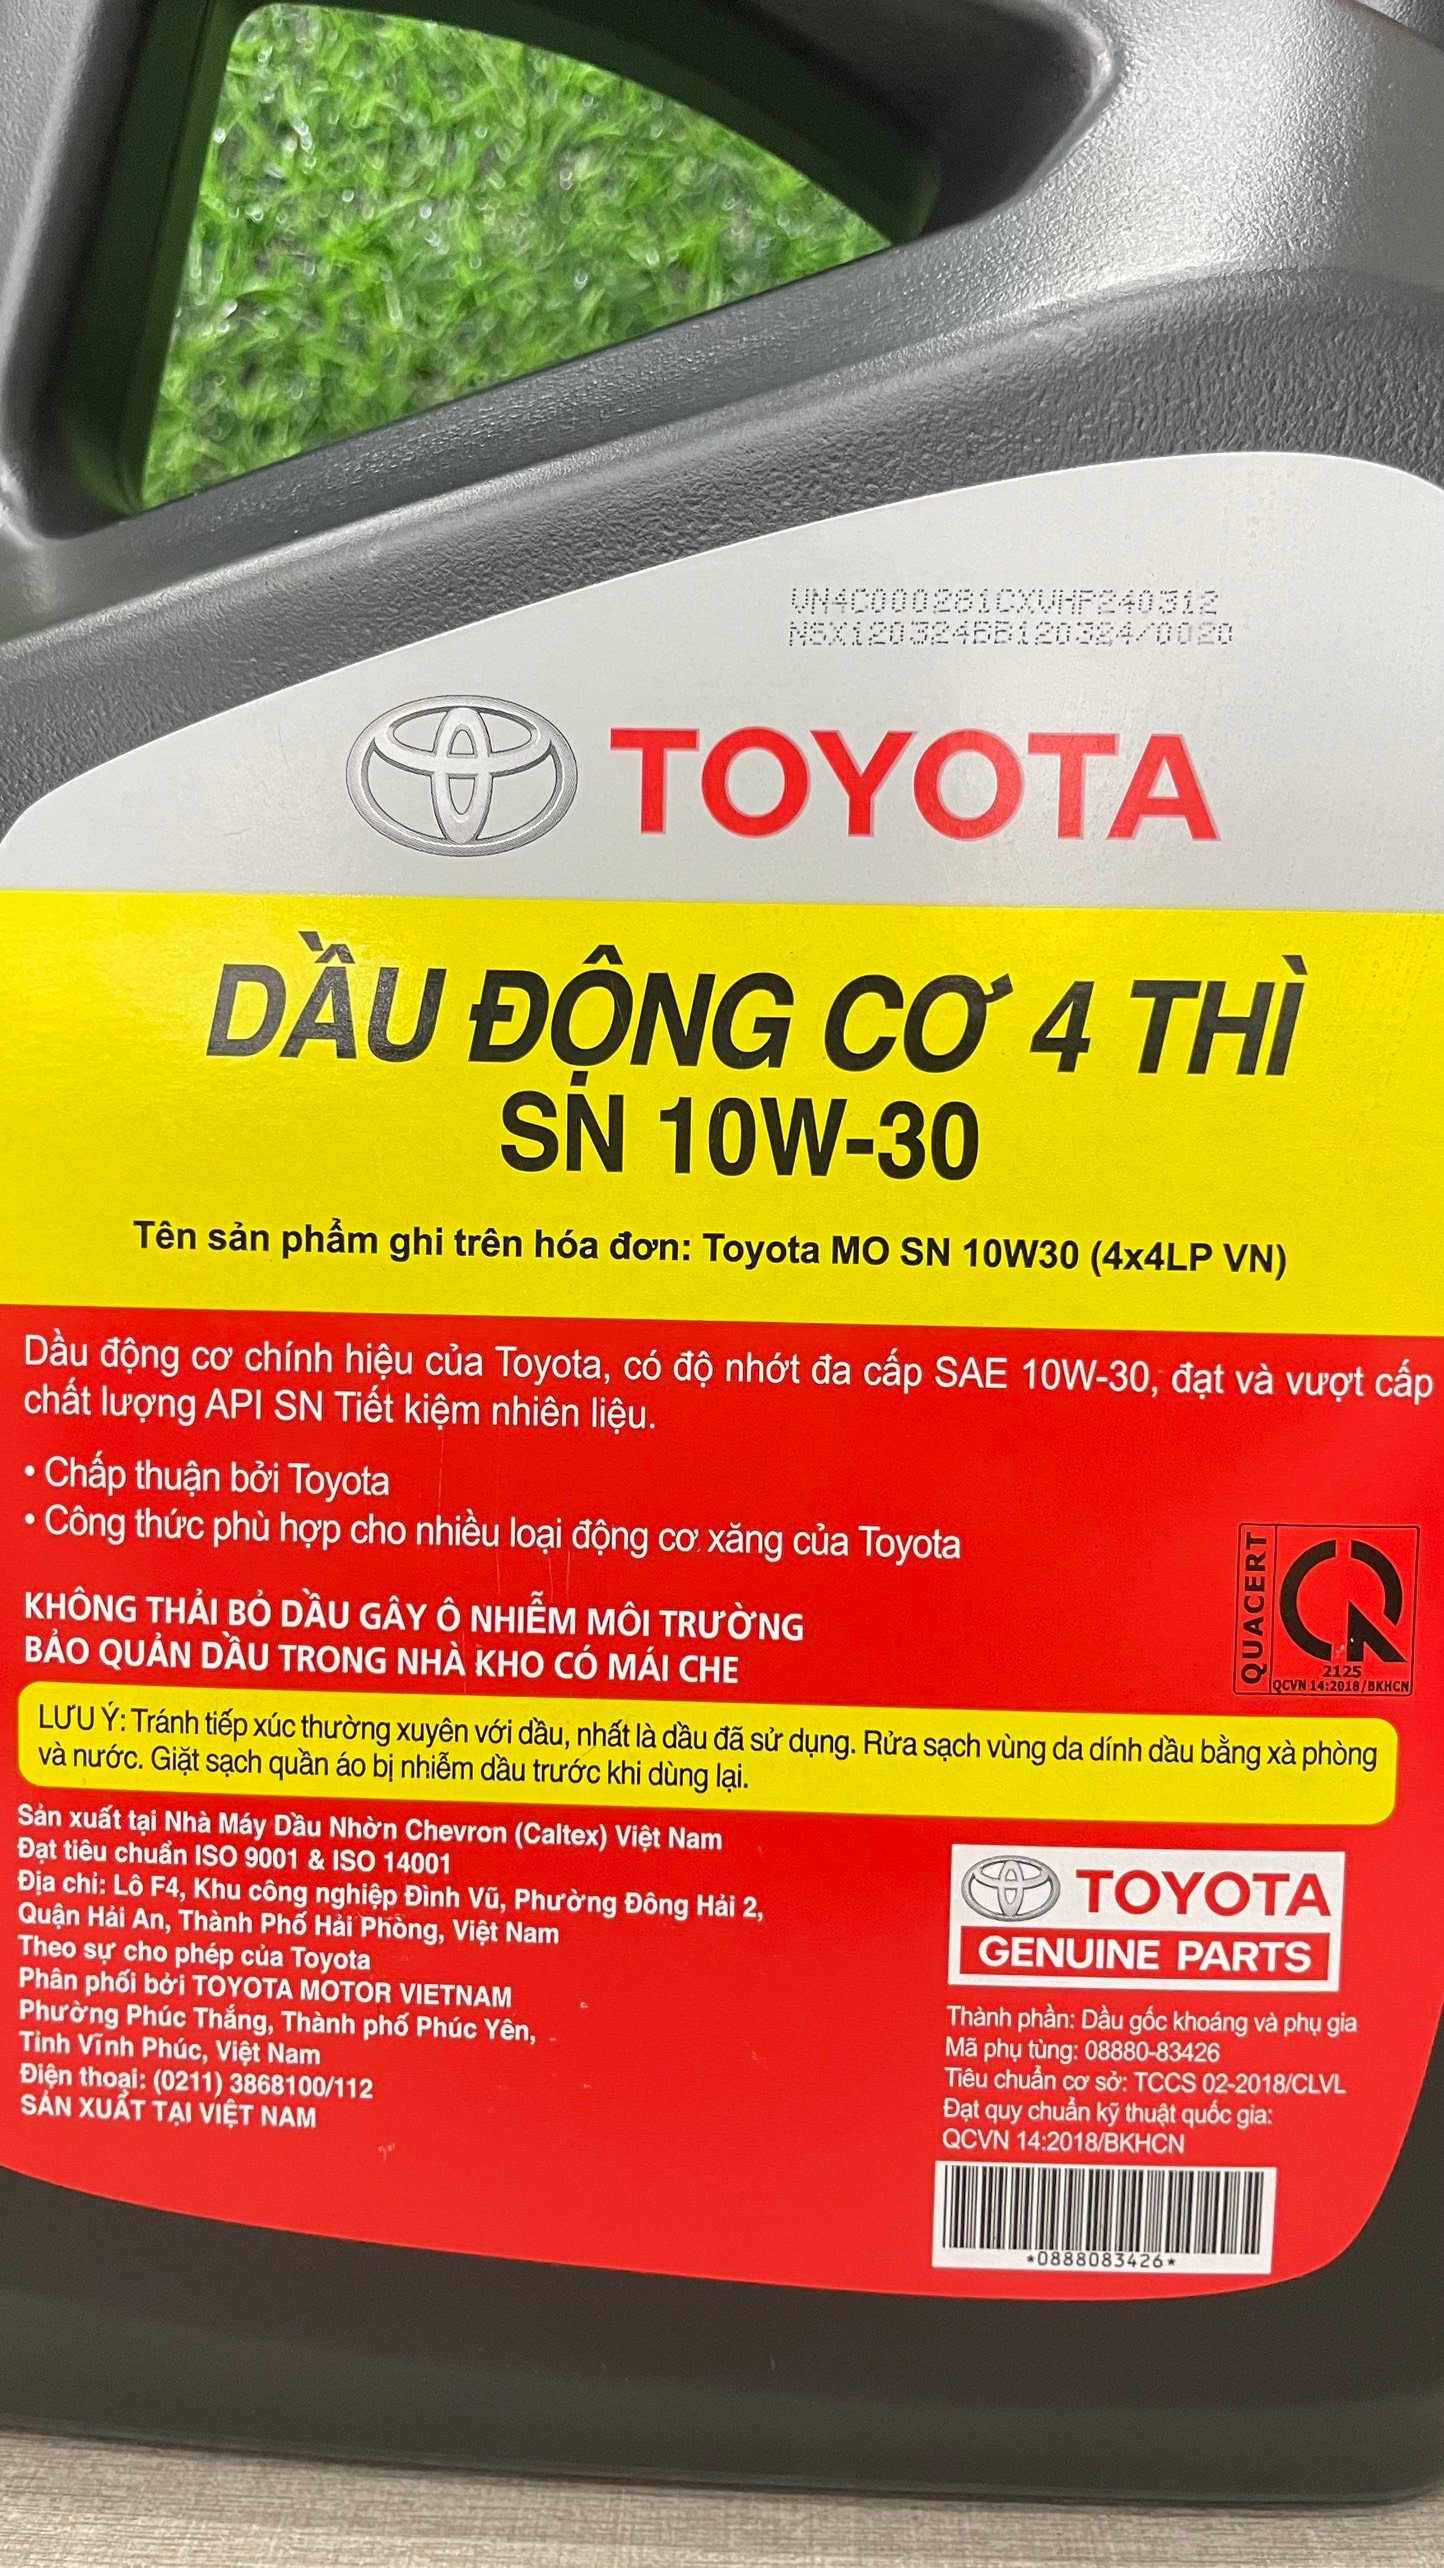 VN4C000281CXVHP240312
N5X120324BB120324/0020
TOYOTA
DẦU ĐỘNG CƠ 4 THÌ
SN 10W-30
Tên sản phẩm ghi trên hóa đơn: Toyota MO SN 10W30 (4x4LP VN)
Dầu động cơ chính hiệu của Toyota, có độ nhớt đa cấp SAE 10W-30, đạt và vượt cấp
chất lượng API SN Tiết kiệm nhiên liệu.
• Chấp thuận bởi Toyota
• Công thức phù hợp cho nhiều loại động cơ xăng của Toyota
KHÔNG THẢI BỎ DẦU GÂY Ô NHIỄM MÔI TRƯỜNG
BẢO QUẢN DẦU TRONG NHÀ KHO CÓ MÁI CHE
QUACERT
2125
QCVN 14:2018/BKHCN
LƯU Ý: Tránh tiếp xúc thường xuyên với dầu, nhất là dầu đã sử dụng. Rửa sạch vùng da dính dầu bằng xà phòng
và nước. Giặt sạch quần áo bị nhiễm dầu trước khi dùng lại.
Sản xuất tại Nhà Máy Dầu Nhờn Chevron (Caltex) Việt Nam
Đạt tiêu chuẩn ISO 9001 & ISO 14001
Địa chỉ: Lô F4, Khu công nghiệp Đình Vũ, Phường Đông Hải 2,
Quận Hải An, Thành Phố Hải Phòng, Việt Nam
Theo sự cho phép của Toyota
Phân phối bởi TOYOTA MOTOR VIETNAM
Phường Phúc Thắng, Thành phố Phúc Yên,
Tỉnh Vĩnh Phúc, Việt Nam
Điện thoại: (0211) 3868100/112
SẢN XUẤT TẠI VIỆT NAM
TOYOTA
GENUINE PARTS
Thành phần: Dầu gốc khoáng và phụ gia
Mã phụ tùng: 08880-83426
Tiêu chuẩn cơ sở: TCCS 02-2018/CLVL
Đạt quy chuẩn kỹ thuật quốc gia:
QCVN 14:2018/BKHCN
*0888083426*